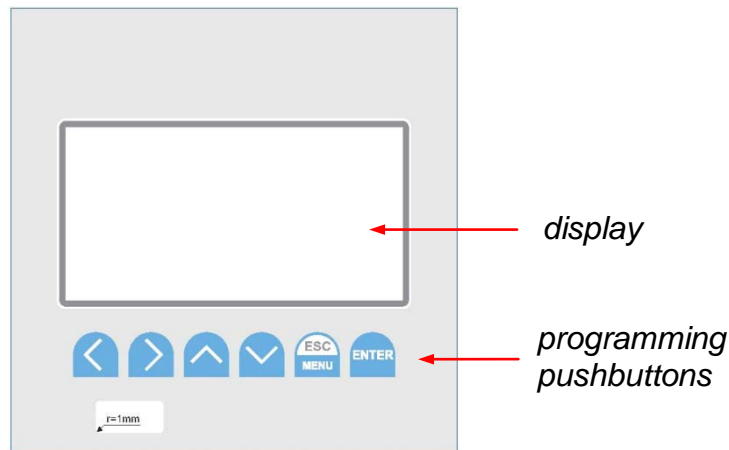 display
programming
pushbuttons
ESC
MENU
ENTER
r=1mm